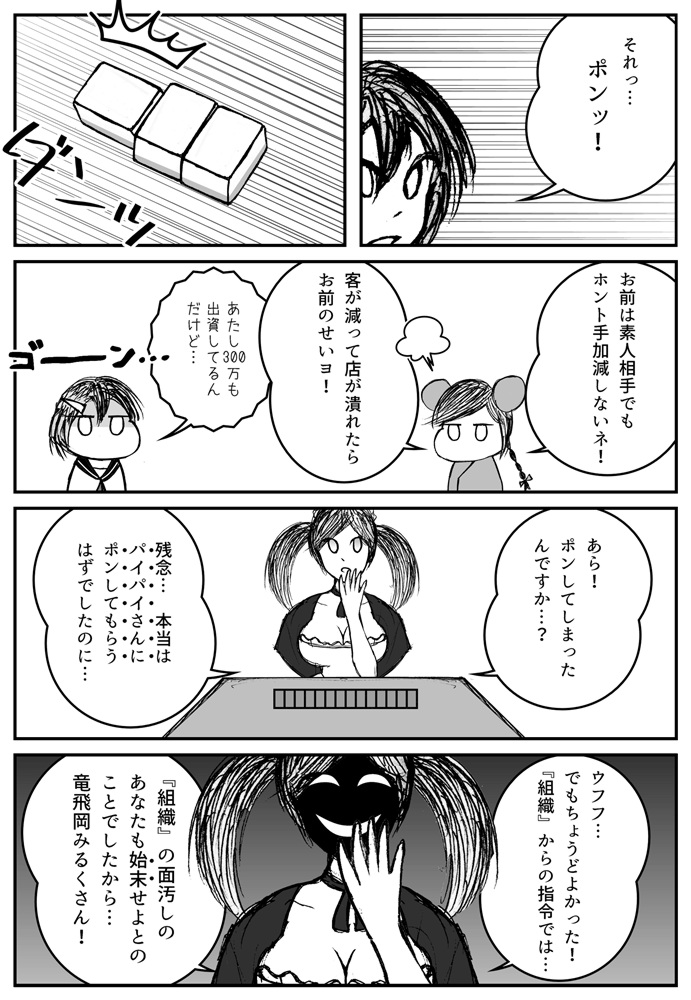 それっ…
ポンッ！
ダーーッ
お前は素人相手でも
ホント手加減しないネ！
客が減って店が潰れたら
お前のせいヨ！
あたし300万も
出資してるん
だけど…
ゴーーン…
あら！
ポンしてしまった
んですか…？
残念… 本当は
パイパイさんに
ポンしてもらう
はずでしたのに…
ウフフ…
でもちょうどよかった！
『組織』からの指令では…
『組織』の面汚しの
あなたも始末せよとの
ことでしたから…
竜飛岡みるくさん！